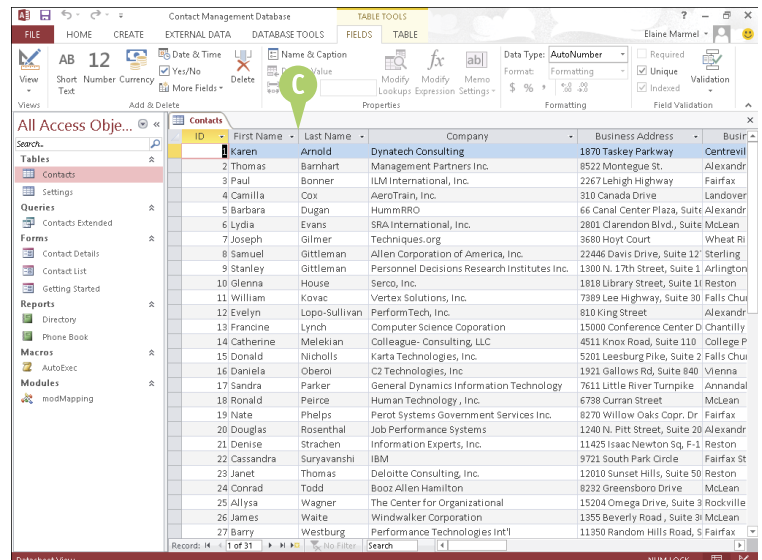 Contact Management Database
TABLE TOOLS
?
FILE HOME CREATE EXTERNAL DATA DATABASE TOOLS FIELDS TABLE Elaine Marmel
View
AB Short Text
12 Number
Currency
Date & Time
Yes/No
More Fields
Delete
Name & Caption
Value
Modify Lookups
fx Modify Expression
ab Memo Settings
Data Type: AutoNumber
Format: Formatting
$ % ,
Required
Unique
Indexed
Validation
Views Add & Delete Properties Formatting Field Validation
C
All Access Obje...
Search...
Tables
Contacts
Settings
Queries
Contacts Extended
Forms
Contact Details
Contact List
Getting Started
Reports
Directory
Phone Book
Macros
AutoExec
Modules
modMapping
Contacts
ID First Name Last Name Company Business Address Busir
1 Karen Arnold Dynatech Consulting 1870 Taskey Parkway Centrevil
2 Thomas Barnhart Management Partners Inc. 8522 Montegue St. Alexandr
3 Paul Bonner ILM International, Inc. 2267 Lehigh Highway Fairfax
4 Camilla Cox AeroTrain, Inc. 310 Canada Drive Landover
5 Barbara Dugan HummRRO 66 Canal Center Plaza, Suite Alexandr
6 Lydia Evans SRA International, Inc. 2801 Clarendon Blvd., Suite McLean
7 Joseph Gilmer Techniques.org 3680 Hoyt Court Wheat Ri
8 Samuel Gittleman Allen Corporation of America, Inc. 22446 Davis Drive, Suite 12 Sterling
9 Stanley Gittleman Personnel Decisions Research Institutes Inc. 1300 N. 17th Street, Suite 1 Arlington
10 Glenna House Serco, Inc. 1818 Library Street, Suite 1 Reston
11 William Kovac Vertex Solutions, Inc. 7389 Lee Highway, Suite 30 Falls Chur
12 Evelyn Lopo-Sullivan PerformTech, Inc. 810 King Street Alexandr
13 Francine Lynch Computer Science Coporation 15000 Conference Center D Chantilly
14 Catherine Melekian Colleague- Consulting, LLC 4511 Knox Road, Suite 110 College P
15 Donald Nicholls Karta Technologies, Inc. 5201 Leesburg Pike, Suite 2 Falls Chur
16 Daniela Oberoi C2 Technologies, Inc 1921 Gallows Rd, Suite 840 Vienna
17 Sandra Parker General Dynamics Information Technology 7611 Little River Turnpike Annandal
18 Ronald Peirce Human Technology , Inc. 6738 Curran Street McLean
19 Nate Phelps Perot Systems Government Services Inc. 8270 Willow Oaks Copr. Dr Fairfax
20 Douglas Rosenthal Job Performance Systems 1240 N. Pitt Street, Suite 20 Alexandr
21 Denise Strachen Information Experts, Inc. 11425 Isaac Newton Sq, F-1 Reston
22 Cassandra Suryavanshi IBM 9721 South Park Circle Fairfax St
23 Janet Thomas Deloitte Consulting, Inc. 12010 Sunset Hills, Suite 50 Reston
24 Conrad Todd Booz Allen Hamilton 8232 Greensboro Drive McLean
25 Allysa Wagner The Center for Organizational 15204 Omega Drive, Suite 3 Rockville
26 James Waite Windwalker Corporation 1355 Beverly Road , Suite 3 McLean
27 Barry Westburg Performance Technologies Int'l 11350 Random Hills Road, S Fairfax
Record: 1 of 31 No Filter Search
Datasheet View NUM LOCK